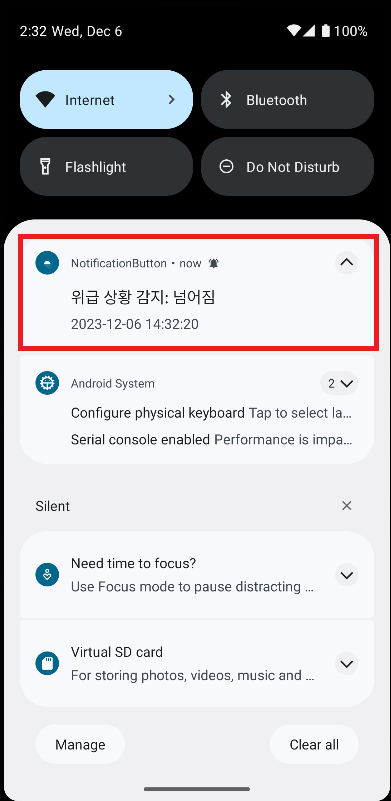 2:32 Wed, Dec 6 100%
Internet Bluetooth
Flashlight Do Not Disturb
NotificationButton • now
위급 상황 감지: 넘어짐
2023-12-06 14:32:20
Android System 2
Configure physical keyboard Tap to select la…
Serial console enabled Performance is impa…
Silent
Need time to focus?
Use Focus mode to pause distracting …
Virtual SD card
For storing photos, videos, music and …
Manage Clear all